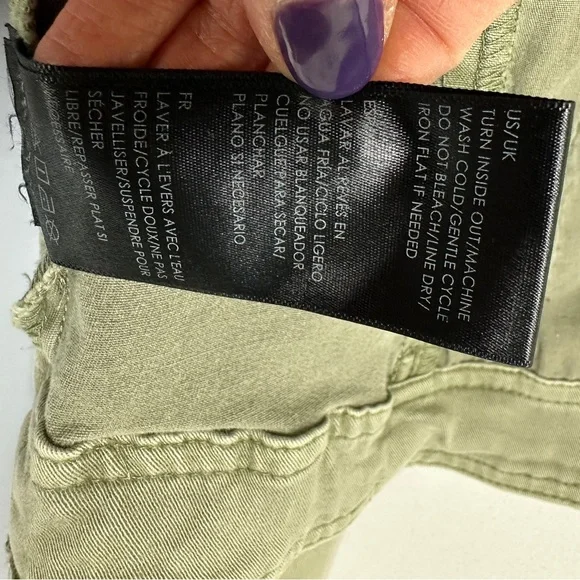 US/UK
TURN INSIDE OUT/MACHINE
WASH COLD/GENTLE CYCLE
DO NOT BLEACH/LINE DRY/
IRON FLAT IF NEEDED
ES
LAVAR AL REVES EN
AGUA FRIA/CICLO LIGERO
NO USAR BLANQUEADOR
CUELGUE/PARA SECAR/
PLANCHAR
PLANO SI NECESARIO
FR
LAVER À L'EVERS AVEC L'EAU
FROIDE/CYCLE DOUX/NE PAS
JAVELLISER/SUSPENDRE POUR
SÉCHER
LIBRE/REPASSER PLAT SI